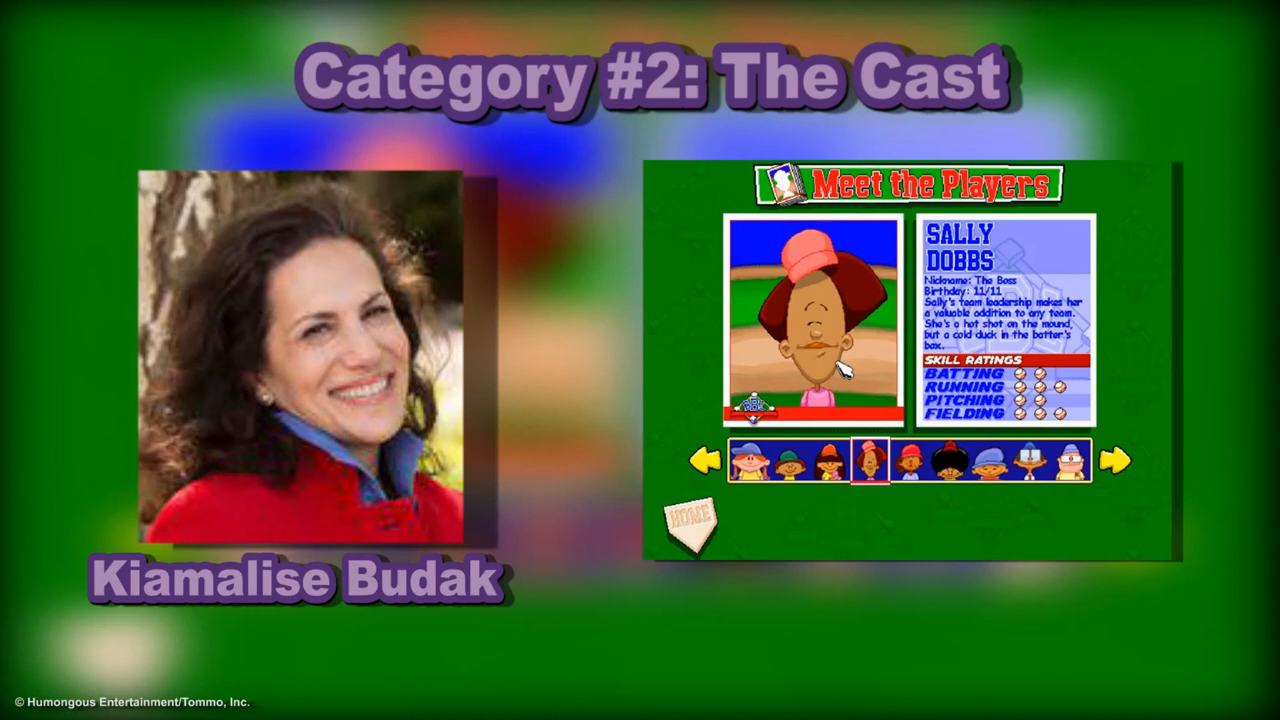 Category #2: The Cast
Meet the Players
SALLY
DOBBS
Nickname: The Boss
Birthday: 11/11
Sally's team leadership makes her
a valuable addition to any team.
She's a hot shot on the mound,
but a cold duck in the batter's
box.
SKILL RATINGS
BATTING
RUNNING
PITCHING
FIELDING
HOME
Kiamalise Budak
© Humongous Entertainment/Tommo, Inc.